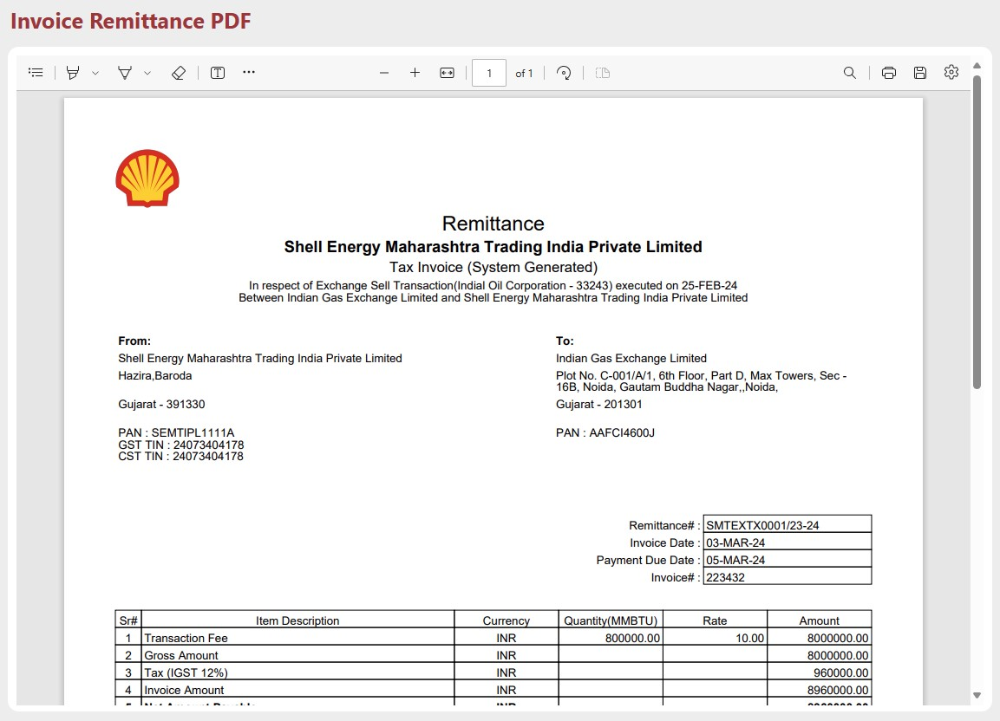 Invoice Remittance PDF
1 of 1
Remittance
Shell Energy Maharashtra Trading India Private Limited
Tax Invoice (System Generated)
In respect of Exchange Sell Transaction(Indial Oil Corporation - 33243) executed on 25-FEB-24
Between Indian Gas Exchange Limited and Shell Energy Maharashtra Trading India Private Limited
From:
Shell Energy Maharashtra Trading India Private Limited
Hazira,Baroda
Gujarat - 391330
PAN : SEMTIPL1111A
GST TIN : 24073404178
CST TIN : 24073404178
To:
Indian Gas Exchange Limited
Plot No. C-001/A/1, 6th Floor, Part D, Max Towers, Sec -
16B, Noida, Gautam Buddha Nagar,,Noida,
Gujarat - 201301
PAN : AAFCI4600J
Remittance# : SMTEXTX0001/23-24
Invoice Date : 03-MAR-24
Payment Due Date : 05-MAR-24
Invoice# : 223432
Sr# Item Description Currency Quantity(MMBTU) Rate Amount
1 Transaction Fee INR 800000.00 10.00 8000000.00
2 Gross Amount INR 8000000.00
3 Tax (IGST 12%) INR 960000.00
4 Invoice Amount INR 8960000.00
5 Net Amount Payable INR